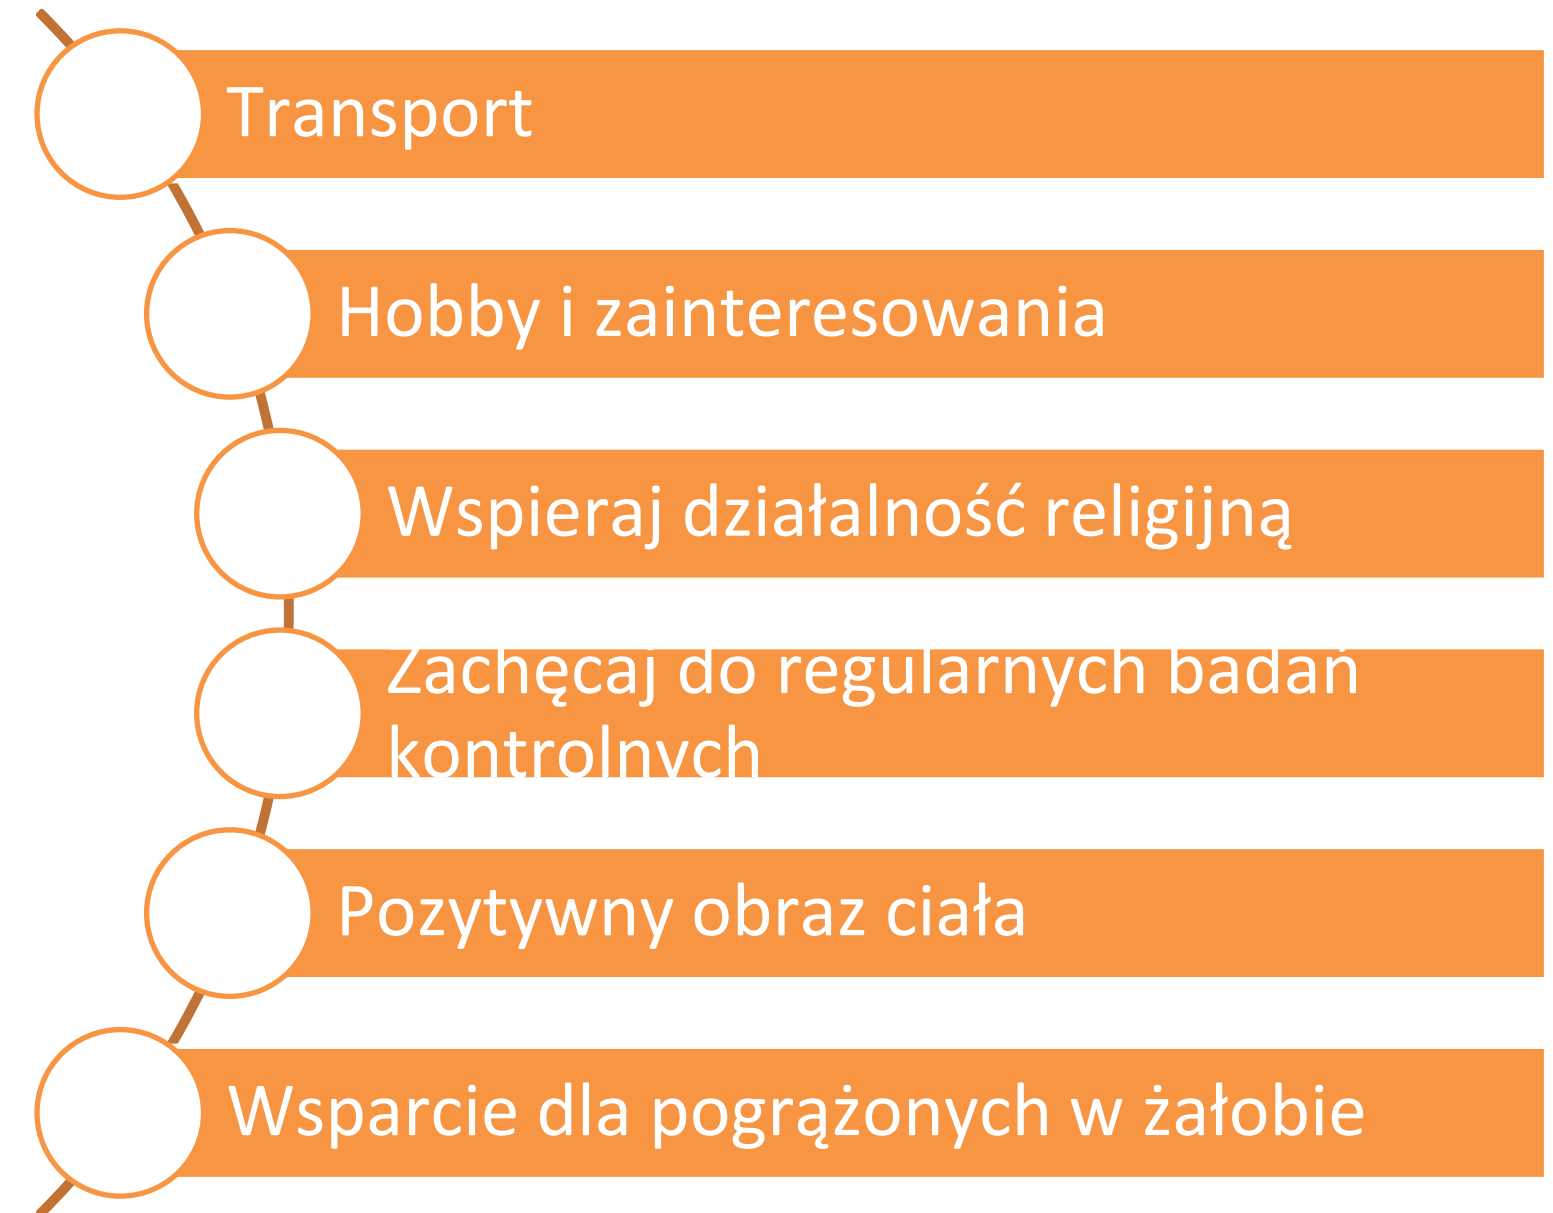 Transport
Hobby i zainteresowania
Wspieraj działalność religijną
Zachęcaj do regularnych badań
kontrolnych
Pozytywny obraz ciała
Wsparcie dla pogrążonych w żałobie